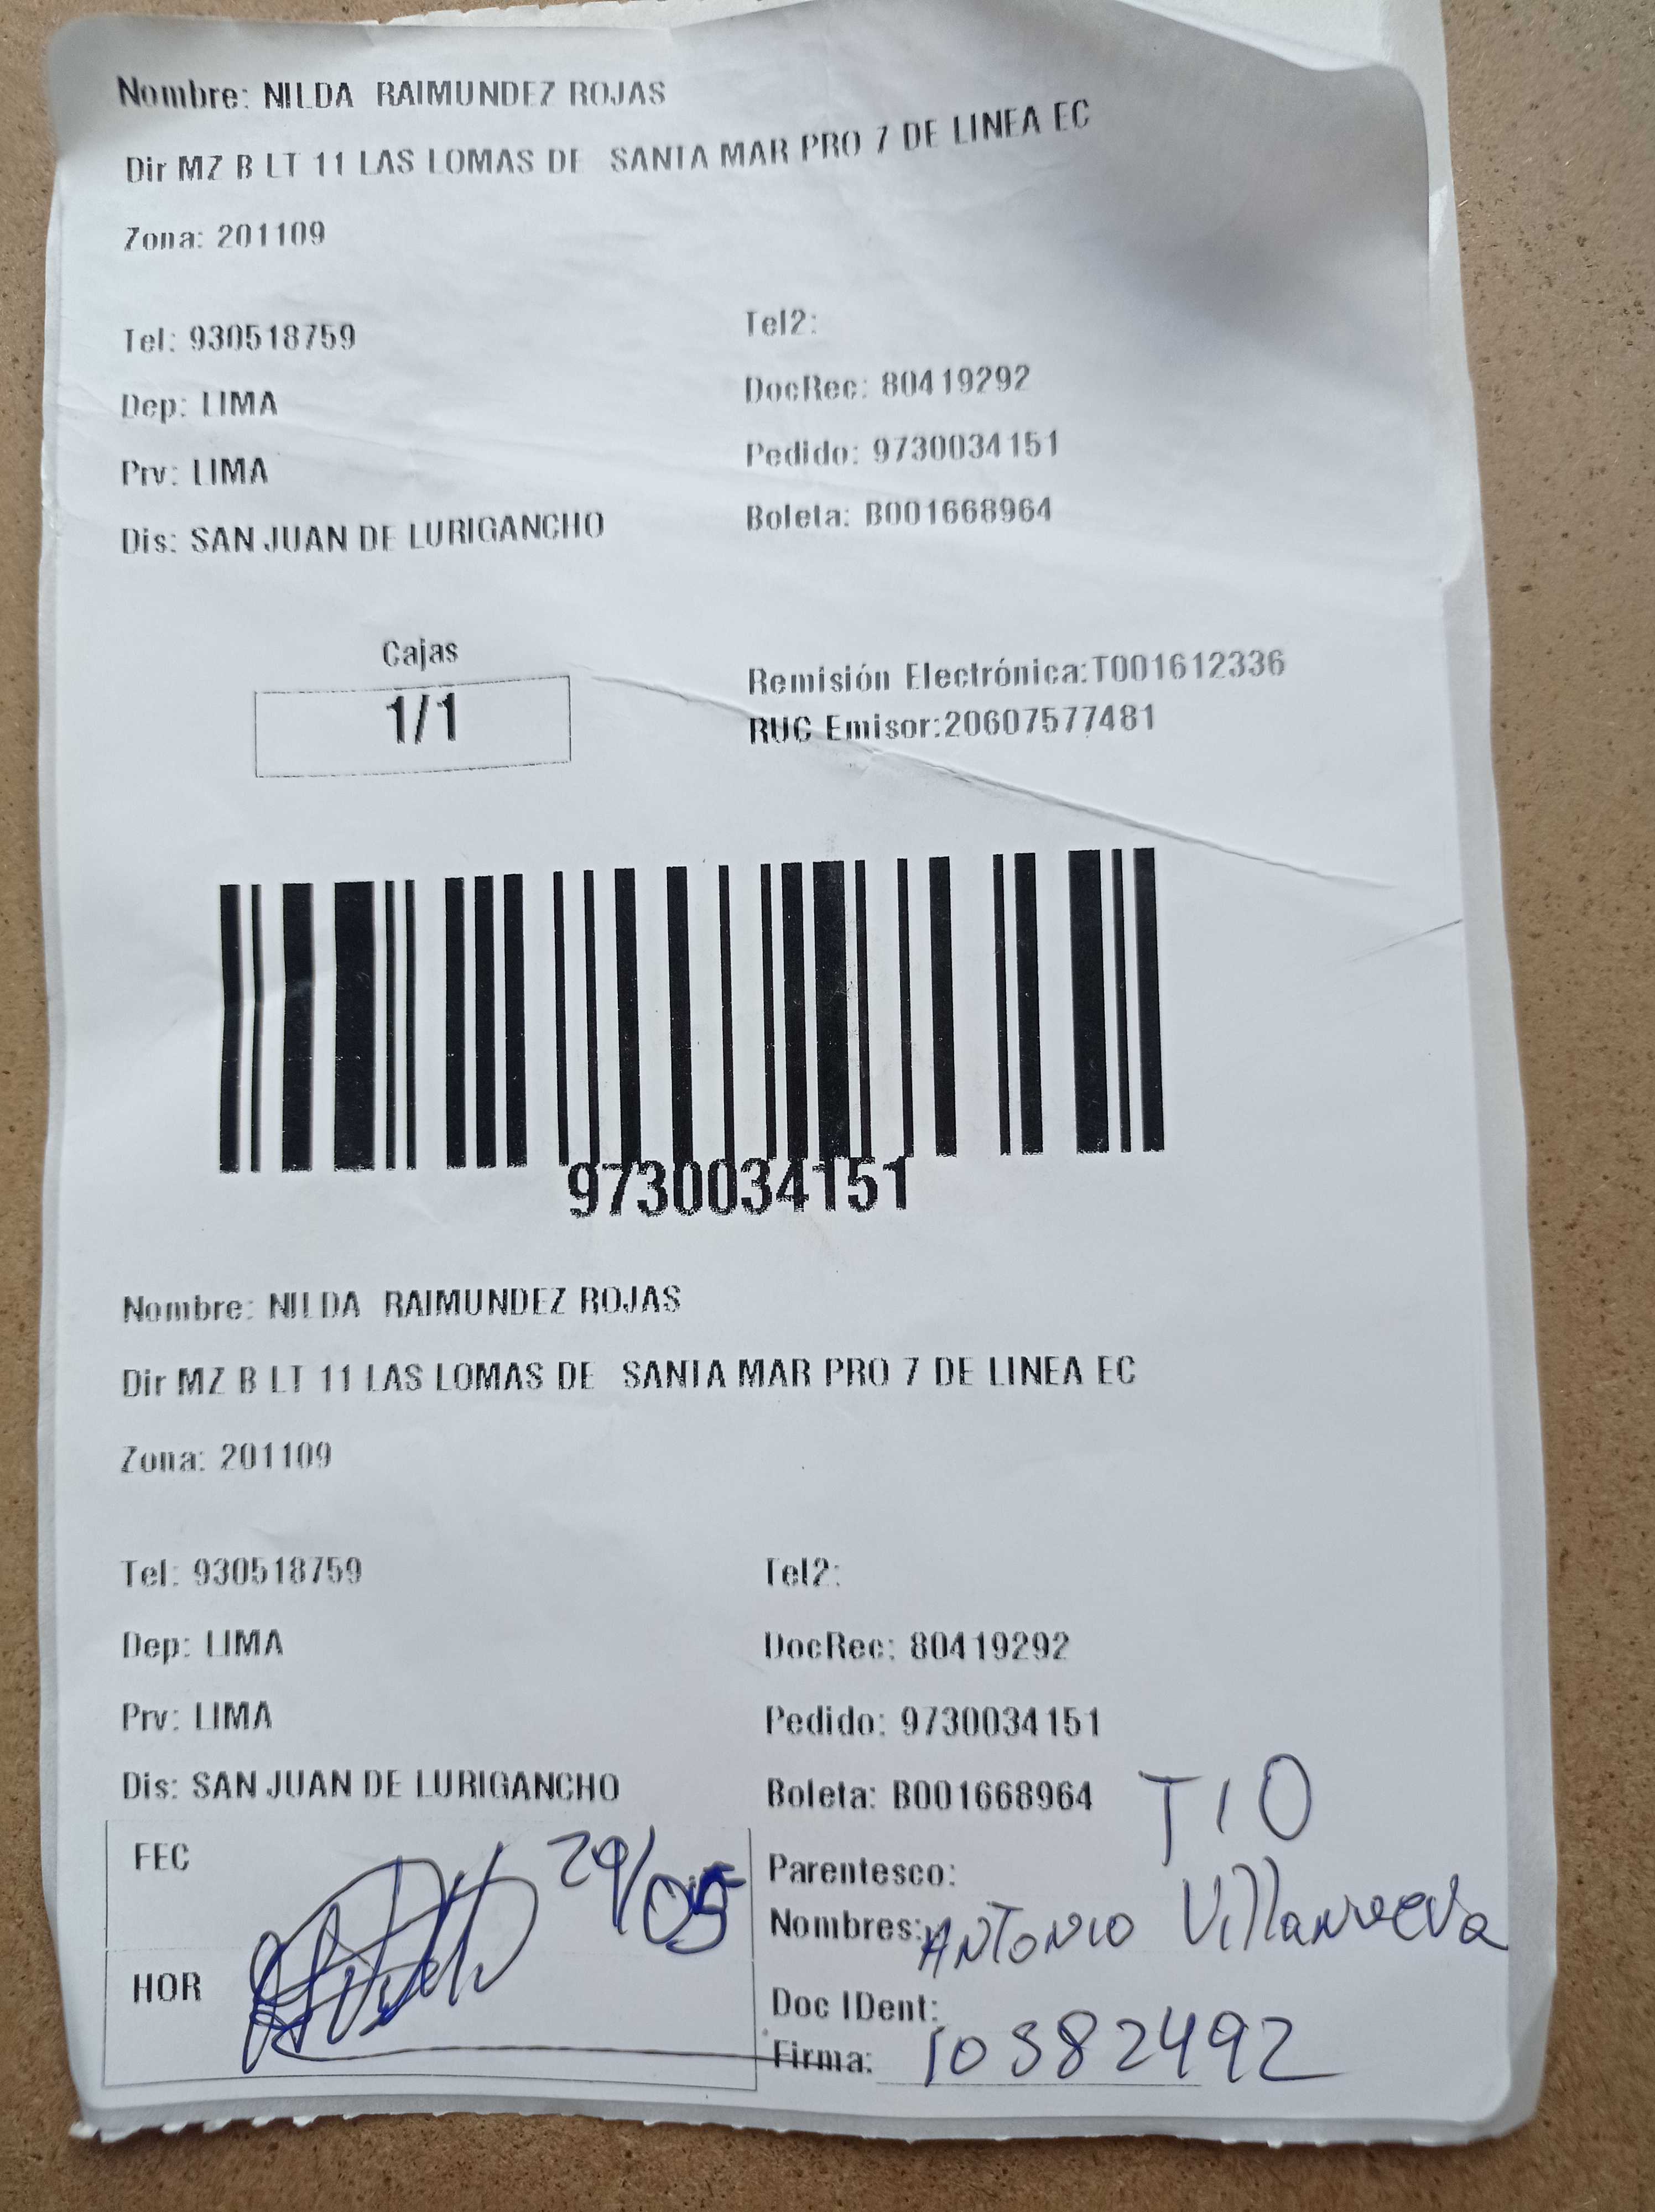 Nombre: NILDA RAIMUNDEZ ROJAS
Dir MZ B LT 11 LAS LOMAS DE SANTA MAR PRO 7 DE LINEA EC
Zona: 201109
Tel: 930518759
Tel2:
Dep: LIMA
DocRec: 80419292
Prv: LIMA
Pedido: 9730034151
Dis: SAN JUAN DE LURIGANCHO
Boleta: B001668964
Cajas
1/1
Remisión Electrónica:T001612336
RUC Emisor:20607577481
9730034151
Nombre: NILDA RAIMUNDEZ ROJAS
Dir MZ B LT 11 LAS LOMAS DE SANTA MAR PRO 7 DE LINEA EC
Zona: 201109
Tel: 930518759
Tel2:
Dep: LIMA
DocRec: 80419292
Prv: LIMA
Pedido: 9730034151
Dis: SAN JUAN DE LURIGANCHO
Boleta: B001668964
FEC 29/05
HOR
Parentesco: TIO
Nombres: ANTONIO Villanueva
Doc IDent: 10382492
Firma: